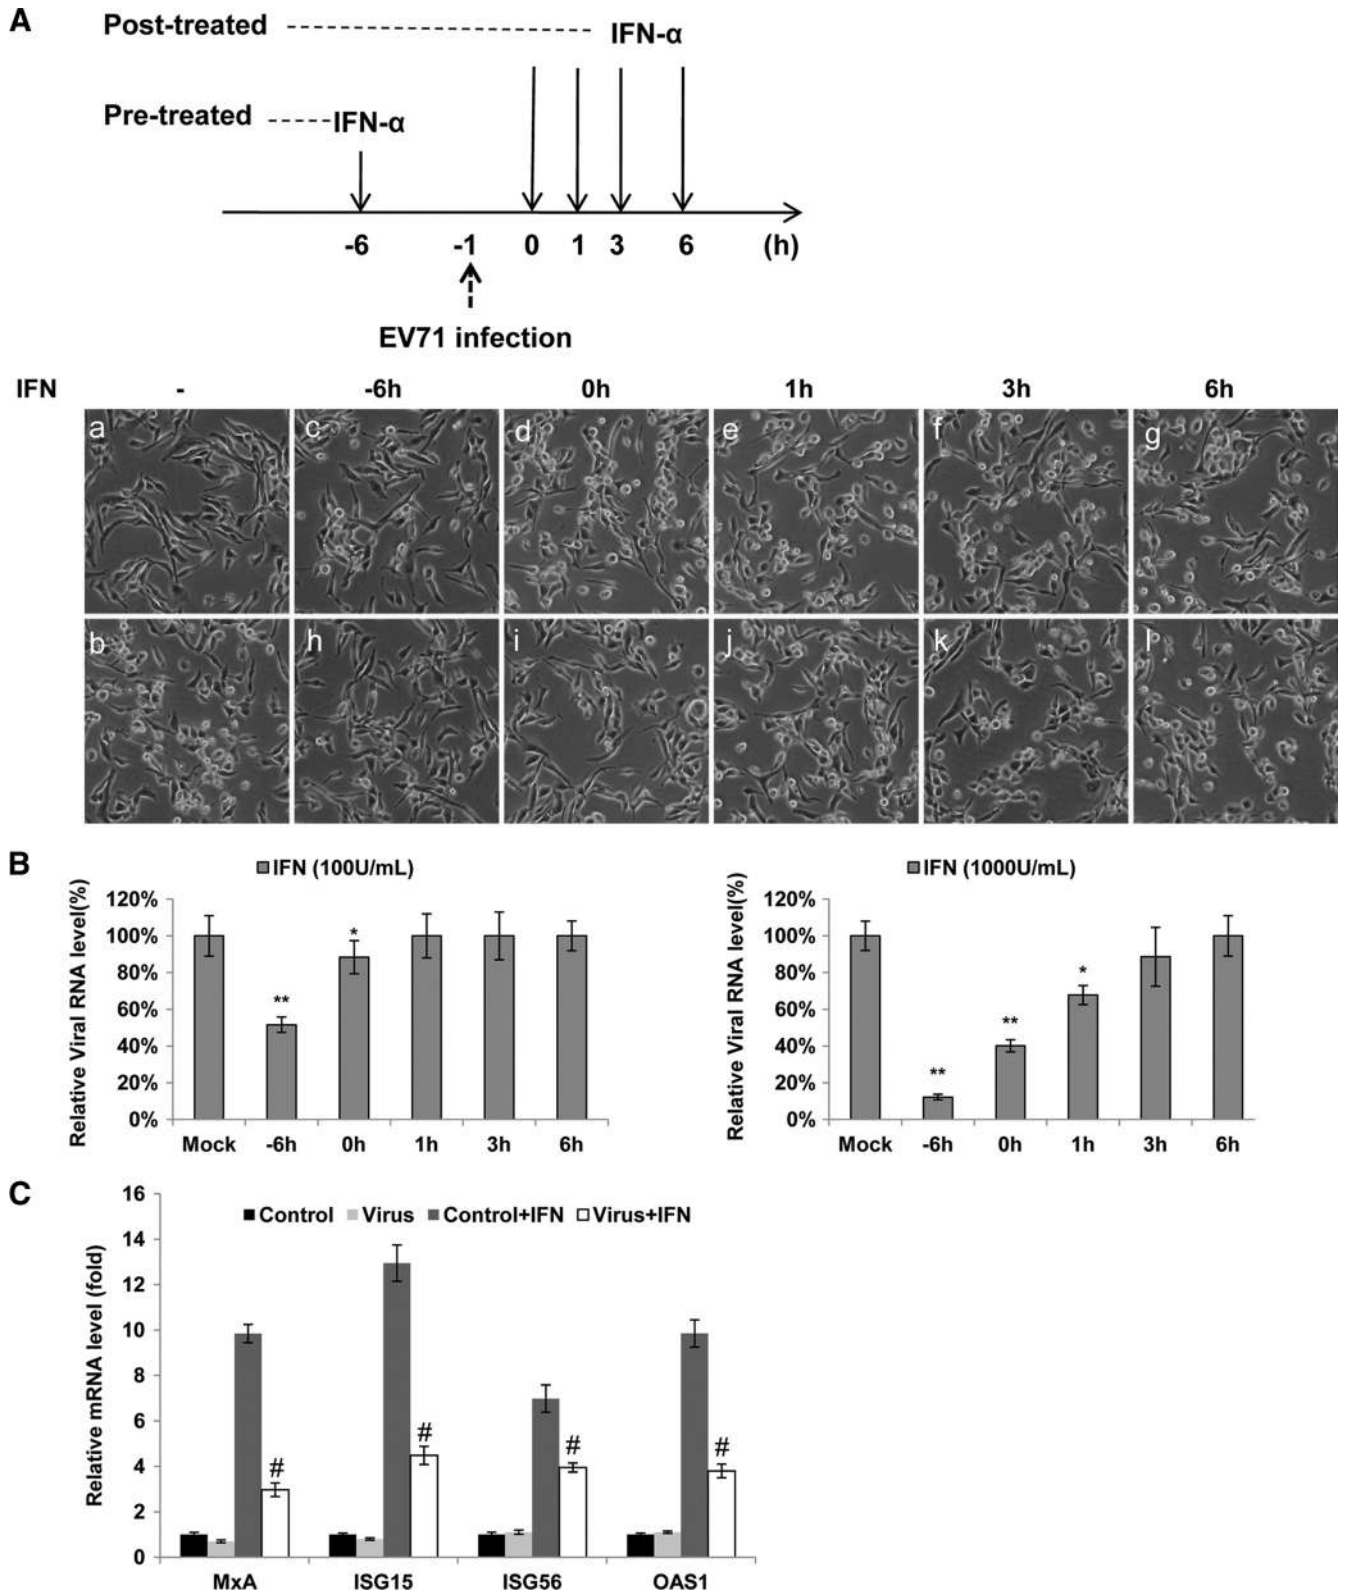 A
Post-treated
IFN-α
Pre-treated
IFN-α
-6 -1 0 1 3 6 (h)
EV71 infection
IFN - -6h 0h 1h 3h 6h
a c d e f g
b h i j k l
B
IFN (100U/mL)
Relative Viral RNA level(%)
120%
100%
80%
60%
40%
20%
0%
**
*
Mock -6h 0h 1h 3h 6h
IFN (1000U/mL)
Relative Viral RNA level(%)
120%
100%
80%
60%
40%
20%
0%
**
**
*
Mock -6h 0h 1h 3h 6h
C
Control Virus Control+IFN Virus+IFN
Relative mRNA level (fold)
16
14
12
10
8
6
4
2
0
# # # #
MxA ISG15 ISG56 OAS1